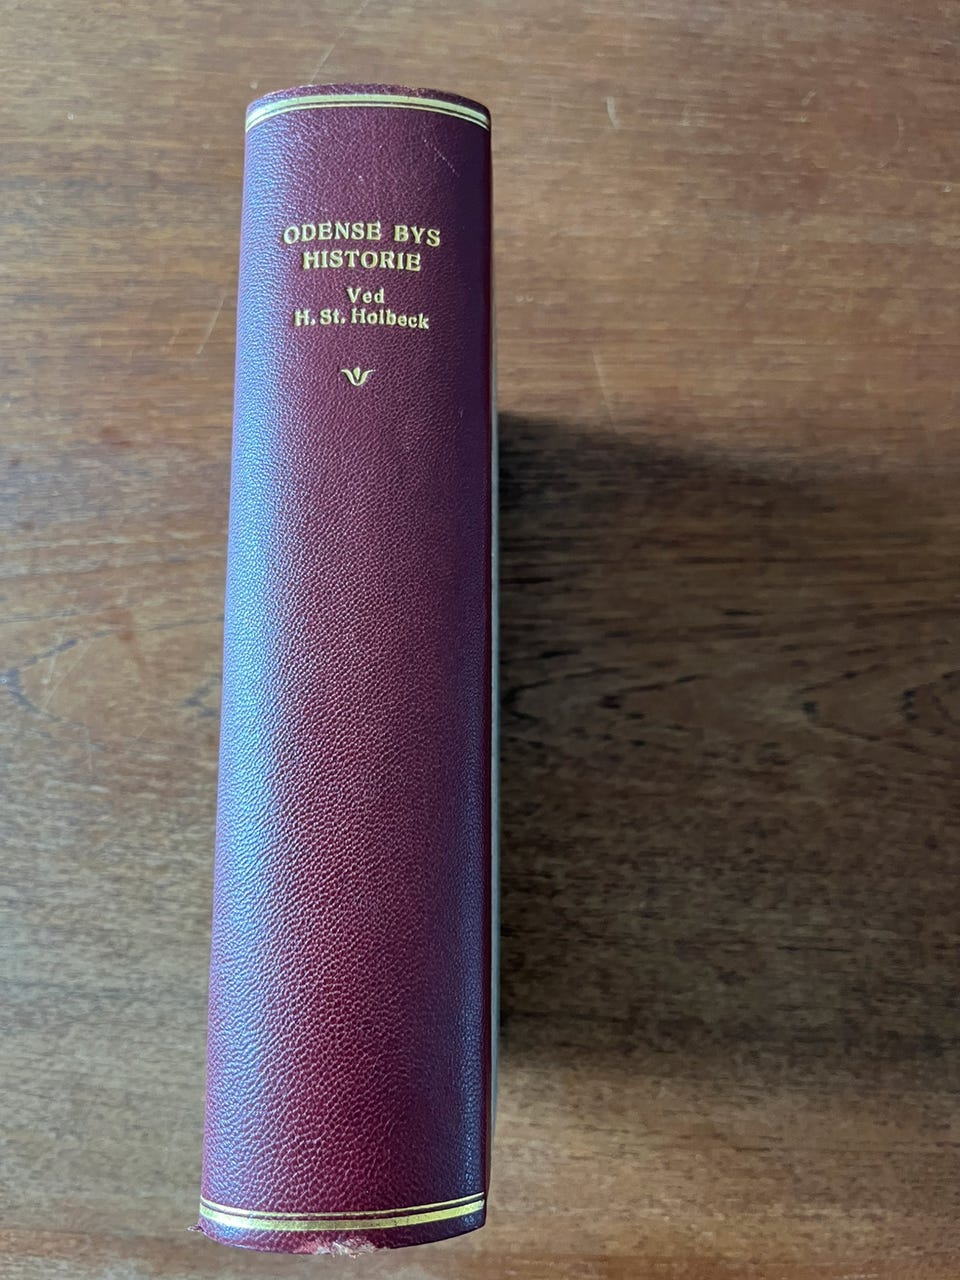 ODENSE BYS
HISTORIE
Ved
H. St. Holbeck